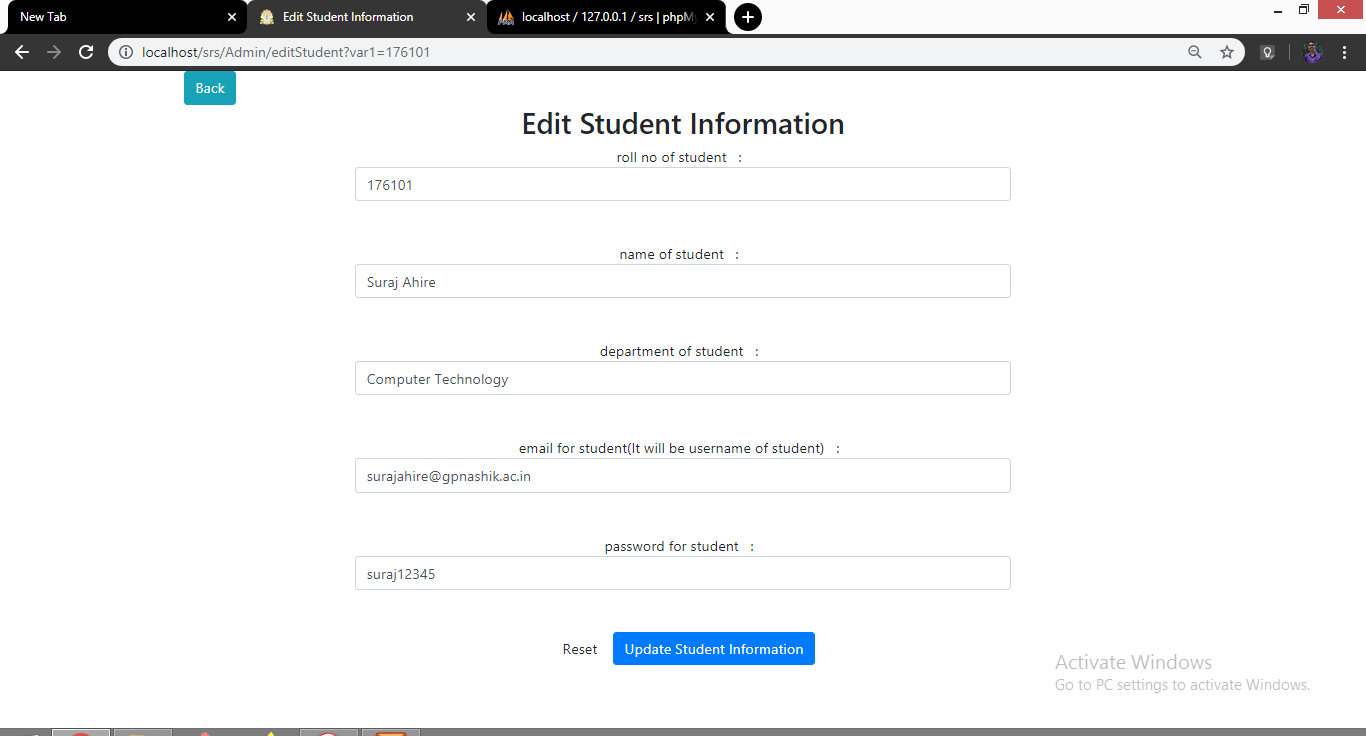 New Tab
Edit Student Information
localhost / 127.0.0.1 / srs | phpMy
localhost/srs/Admin/editStudent?var1=176101
Back
Edit Student Information
roll no of student :
176101
name of student :
Suraj Ahire
department of student :
Computer Technology
email for student(It will be username of student) :
surajahire@gpnashik.ac.in
password for student :
suraj12345
Reset
Update Student Information
Activate Windows
Go to PC settings to activate Windows.